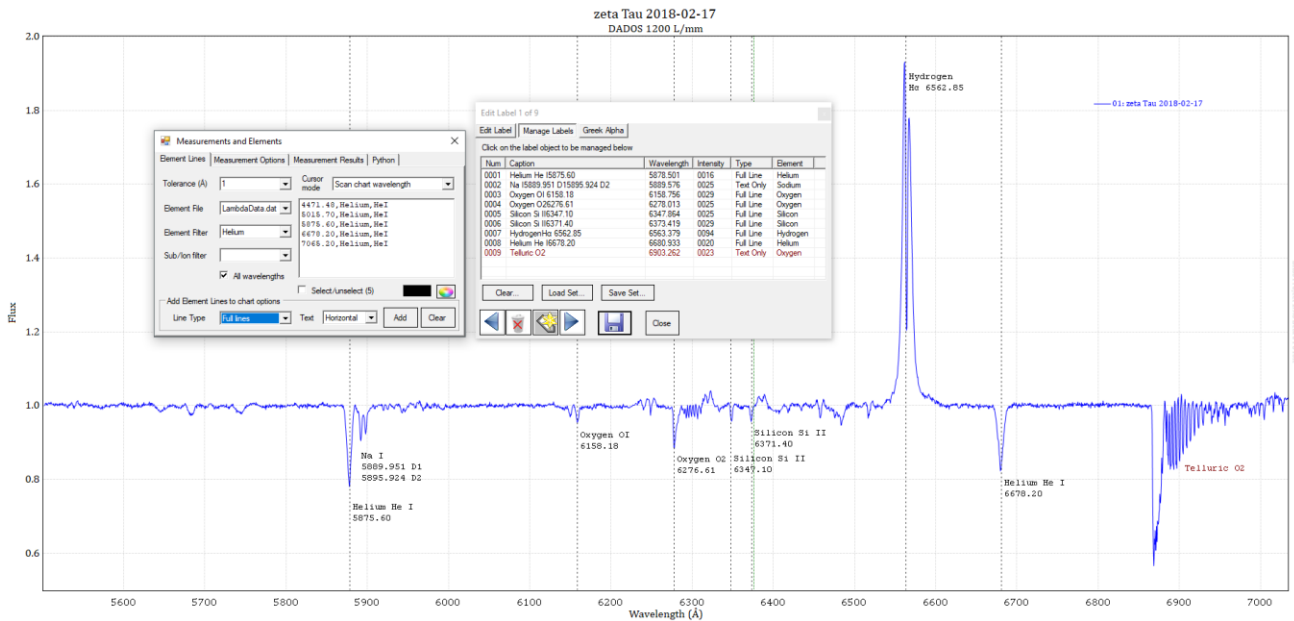 zeta Tau 2018-02-17
DADOS 1200 L/mm
2.0
1.8
1.6
1.4
1.2
1.0
0.8
0.6
Flux
Hydrogen
Hα 6562.85
01: zeta Tau 2018-02-17
Measurements and Elements
Element Lines Measurement Options Measurement Results Python
Tolerance (Å) 1
Cursor mode Scan chart wavelength
Element File LambdaData.dat
Element Filter Helium
Sub/Ion filter
All wavelengths
4471.48,Helium,HeI
5015.70,Helium,HeI
5875.60,Helium,HeI
6678.20,Helium,HeI
7065.20,Helium,HeI
Select/unselect (5)
Add Element Lines to chart options
Line Type Full lines Text Horizontal Add Clear
Edit Label 1 of 9
Edit Label Manage Labels Greek Alpha
Click on the label object to be managed below
Num Caption Wavelength Intensity Type Element
0001 Helium He I5875.60 5878.501 0016 Full Line Helium
0002 Na I5889.951 D15895.924 D2 5889.576 0025 Text Only Sodium
0003 Oxygen OI 6158.18 6158.756 0029 Full Line Oxygen
0004 Oxygen O26276.61 6278.013 0025 Full Line Oxygen
0005 Silicon Si II6347.10 6347.864 0025 Full Line Silicon
0006 Silicon Si II6371.40 6373.419 0029 Full Line Silicon
0007 HydrogenHα 6562.85 6563.379 0094 Full Line Hydrogen
0008 Helium He I6678.20 6680.933 0020 Full Line Helium
0009 Telluric O2 6903.262 0023 Text Only Oxygen
Clear... Load Set... Save Set...
Close
Na I
5889.951 D1
5895.924 D2
Helium He I
5875.60
Oxygen OI
6158.18
Oxygen O2
6276.61
Silicon Si II
6347.10
Silicon Si II
6371.40
Helium He I
6678.20
Telluric O2
5600 5700 5800 5900 6000 6100 6200 6300 6400 6500 6600 6700 6800 6900 7000
Wavelength (Å)